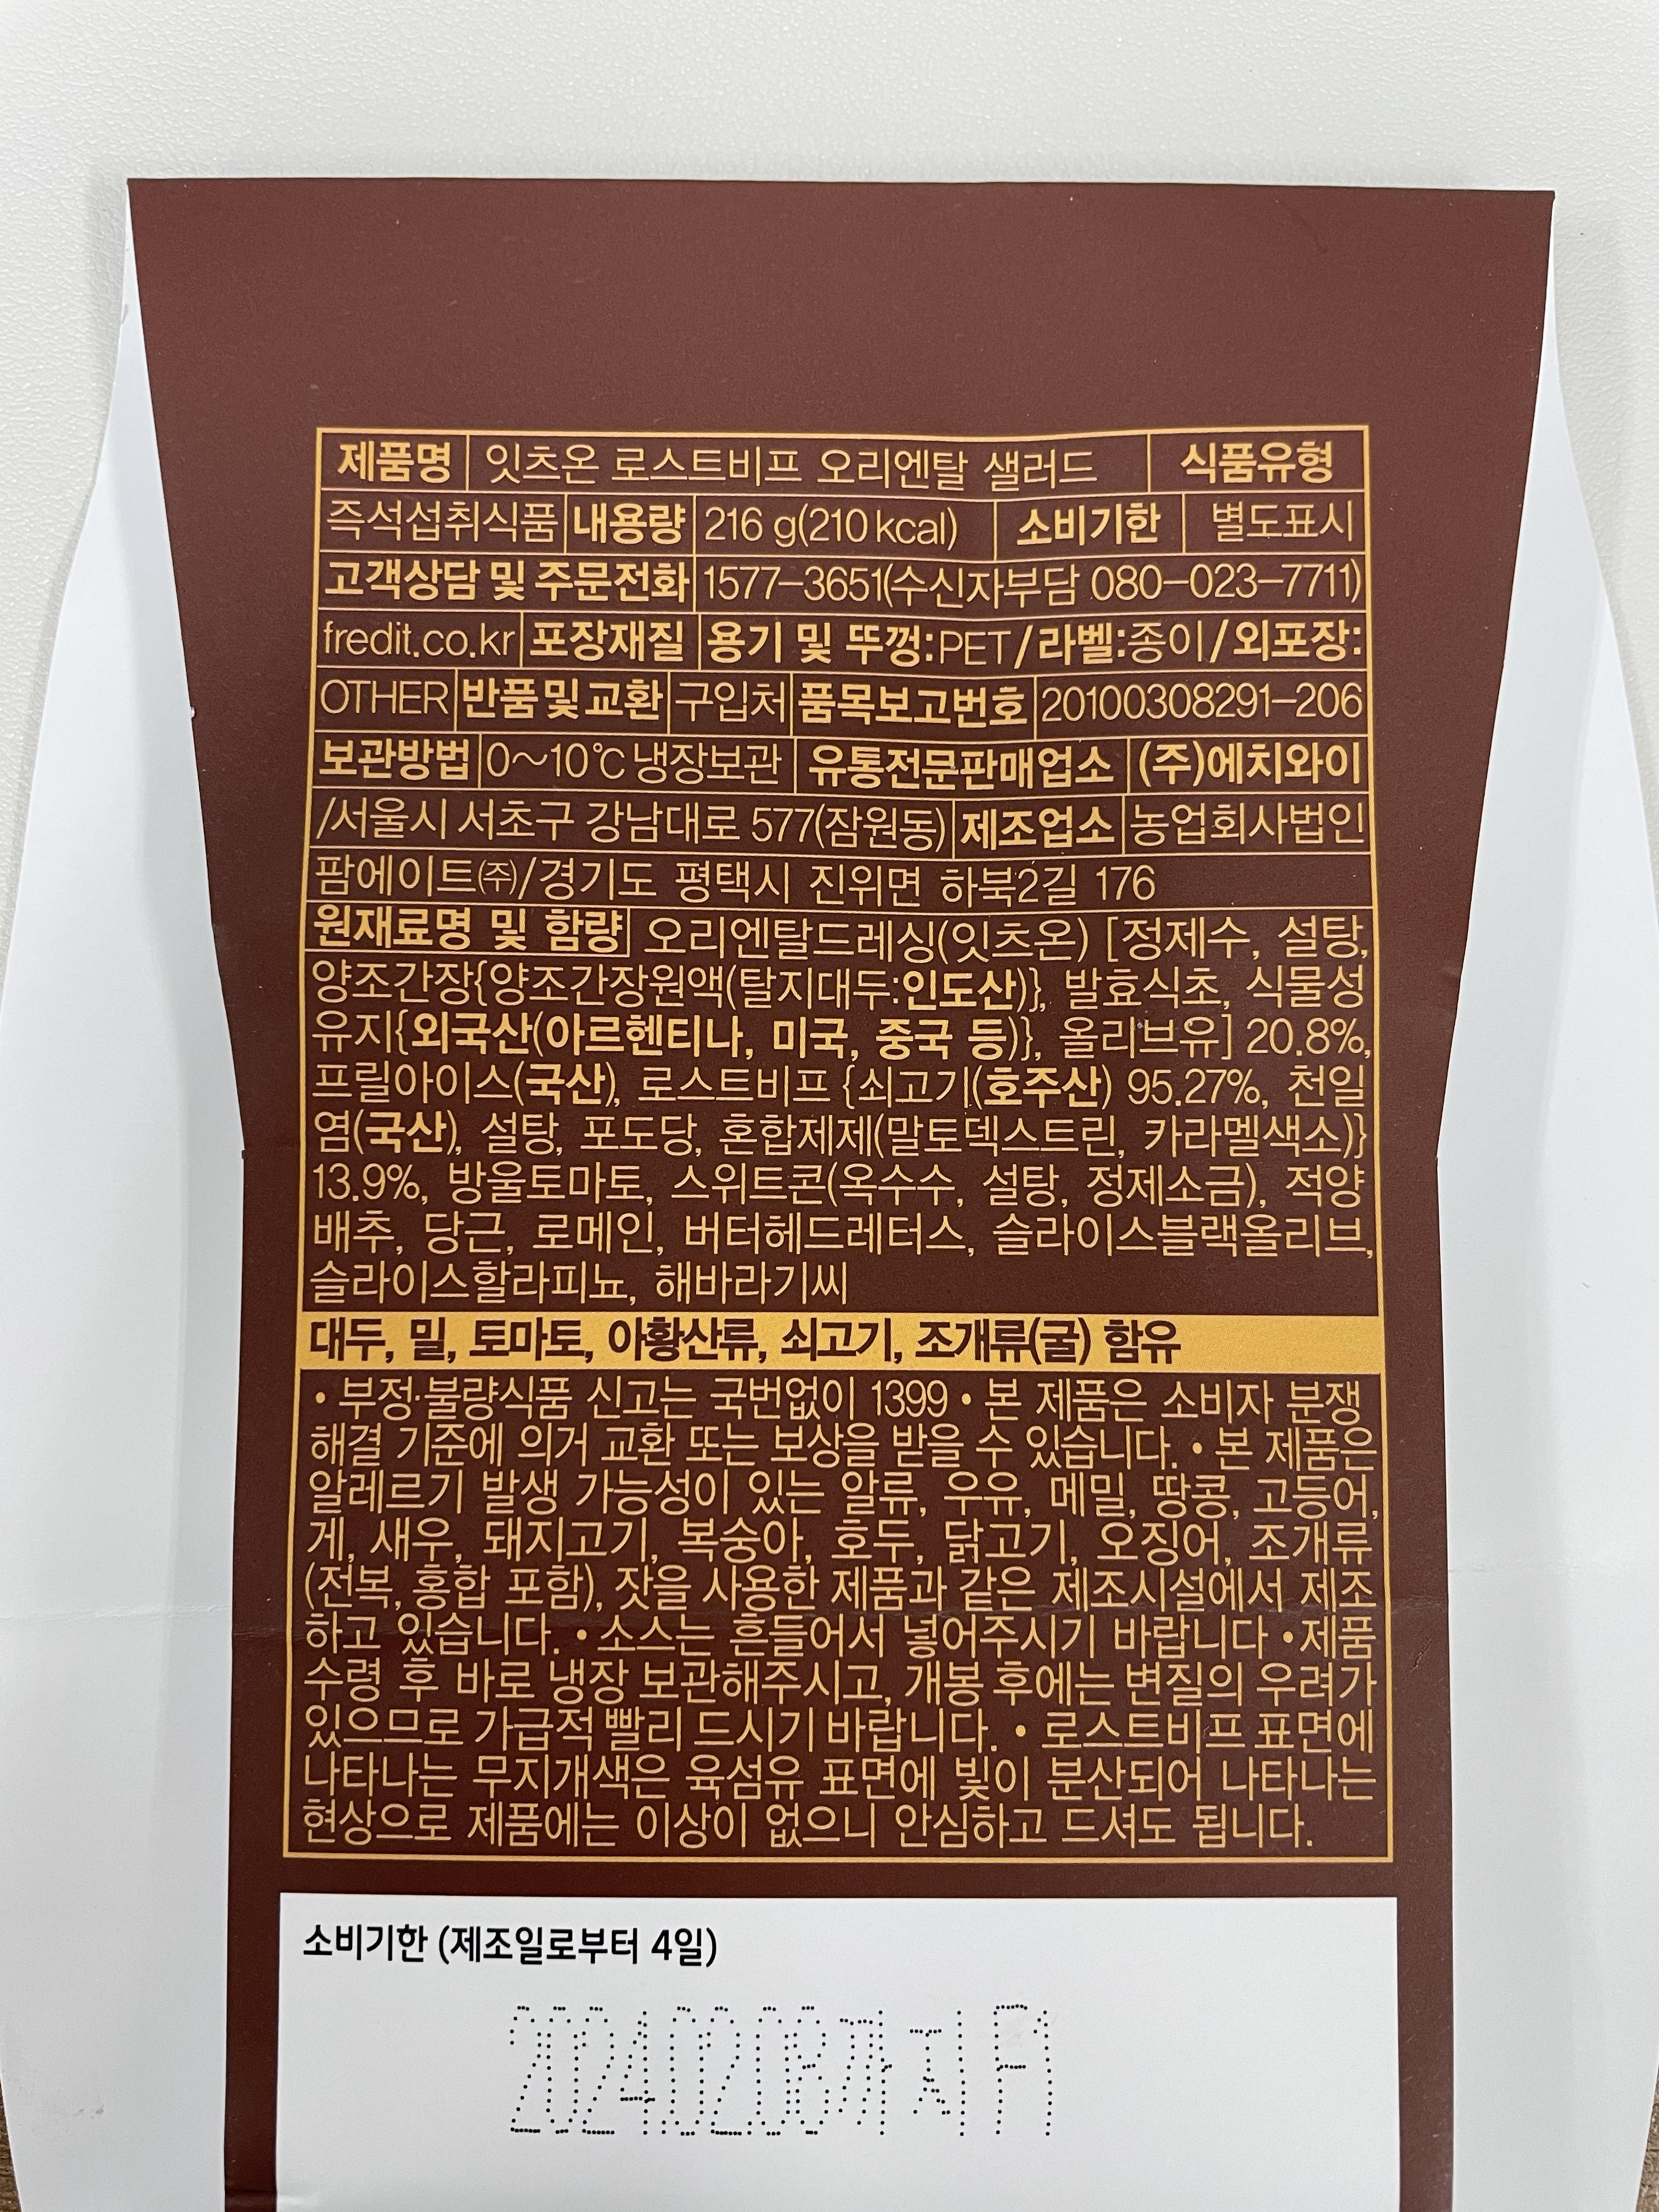 제품명 잇츠온 로스트비프 오리엔탈 샐러드 식품유형
즉석섭취식품 내용량 216 g(210 kcal) 소비기한 별도표시
고객상담 및 주문전화 1577-3651(수신자부담 080-023-7711)
fredit.co.kr 포장재질 용기 및 뚜껑:PET/라벨:종이/외포장:
OTHER 반품및교환 구입처 품목보고번호 20100308291-206
보관방법 0~10℃ 냉장보관 유통전문판매업소 (주)에치와이
/서울시 서초구 강남대로 577(잠원동) 제조업소 농업회사법인
팜에이트㈜/경기도 평택시 진위면 하북2길 176
원재료명 및 함량 오리엔탈드레싱(잇츠온) [정제수, 설탕,
양조간장{양조간장원액(탈지대두:인도산)}, 발효식초, 식물성
유지{외국산(아르헨티나, 미국, 중국 등)}, 올리브유] 20.8%,
프릴아이스(국산), 로스트비프 {쇠고기(호주산) 95.27%, 천일
염(국산), 설탕, 포도당, 혼합제제(말토덱스트린, 카라멜색소)}
13.9%, 방울토마토, 스위트콘(옥수수, 설탕, 정제소금), 적양
배추, 당근, 로메인, 버터헤드레터스, 슬라이스블랙올리브,
슬라이스할라피뇨, 해바라기씨
대두, 밀, 토마토, 아황산류, 쇠고기, 조개류(굴) 함유
• 부정·불량식품 신고는 국번없이 1399 • 본 제품은 소비자 분쟁
해결 기준에 의거 교환 또는 보상을 받을 수 있습니다. • 본 제품은
알레르기 발생 가능성이 있는 알류, 우유, 메밀, 땅콩, 고등어,
게, 새우, 돼지고기, 복숭아, 호두, 닭고기, 오징어, 조개류
(전복, 홍합 포함), 잣을 사용한 제품과 같은 제조시설에서 제조
하고 있습니다. • 소스는 흔들어서 넣어주시기 바랍니다 • 제품
수령 후 바로 냉장 보관해주시고, 개봉 후에는 변질의 우려가
있으므로 가급적 빨리 드시기 바랍니다. • 로스트비프 표면에
나타나는 무지개색은 육섬유 표면에 빛이 분산되어 나타나는
현상으로 제품에는 이상이 없으니 안심하고 드셔도 됩니다.
소비기한 (제조일로부터 4일)
2024.02.08까지 F1